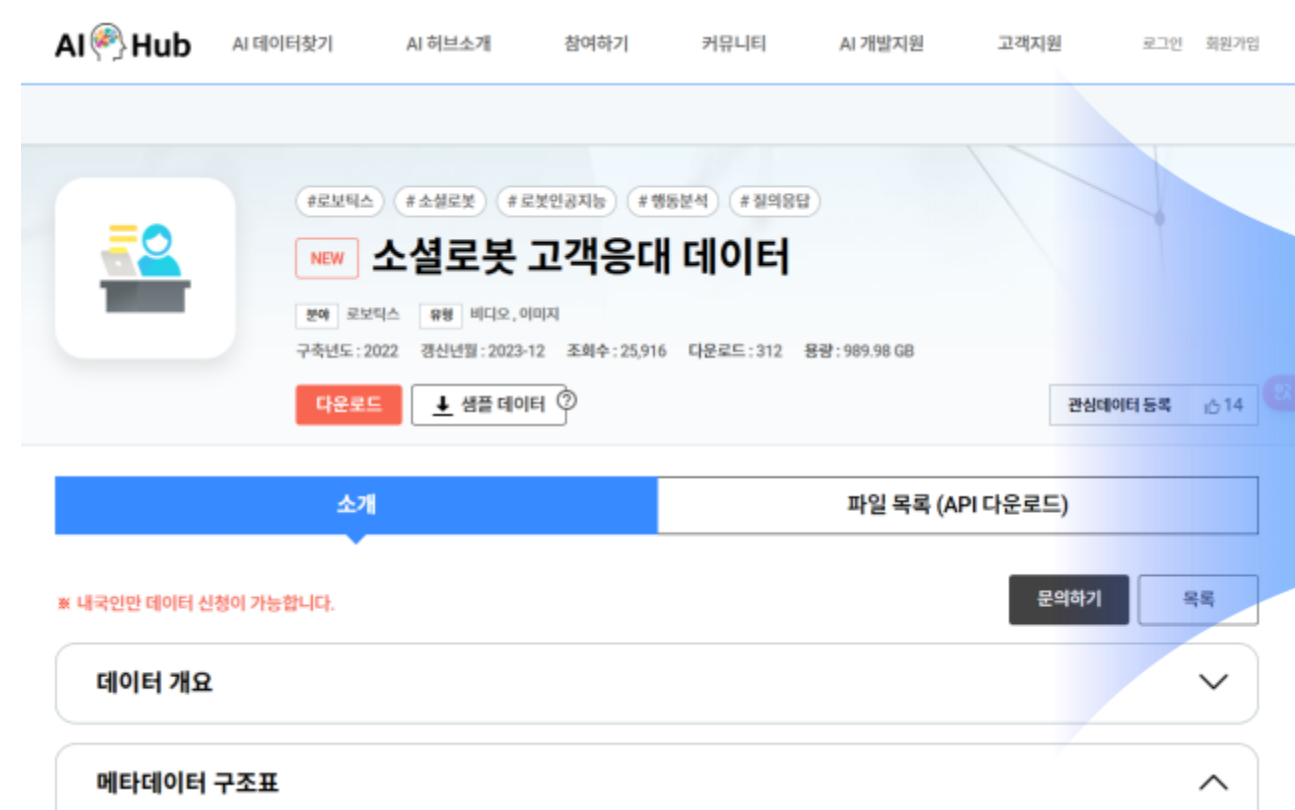 AI Hub AI 데이터찾기 AI 허브소개 참여하기 커뮤니티 AI 개발지원 고객지원 로그인 회원가입
#로보틱스 # 소셜로봇 # 로봇인공지능 # 행동분석 # 질의응답
NEW 소셜로봇 고객응대 데이터
분야 로보틱스 유형 비디오 , 이미지
구축년도 : 2022 갱신년월 : 2023-12 조회수 : 25,916 다운로드 : 312 용량 : 989.98 GB
다운로드 샘플 데이터 ? 관심데이터 등록 14
소개 파일 목록 (API 다운로드)
※ 내국인만 데이터 신청이 가능합니다. 문의하기 목록
데이터 개요
메타데이터 구조표